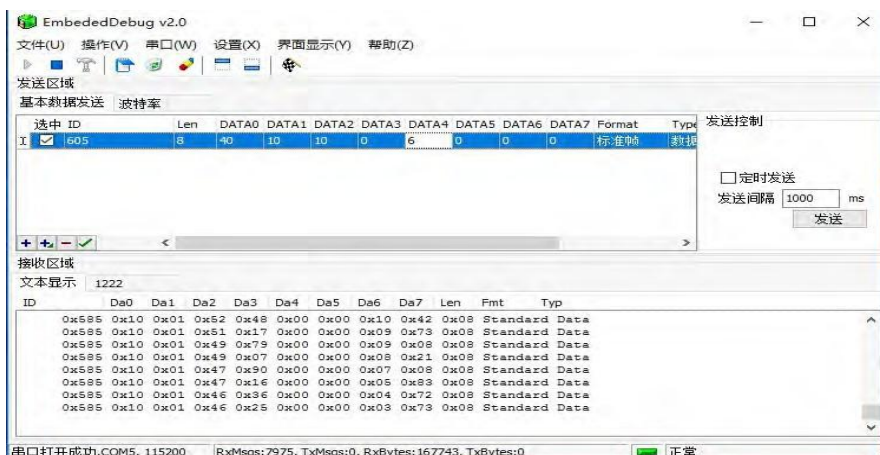 EmbededDebug v2.0
文件(U) 操作(V) 串口(W) 设置(X) 界面显示(Y) 帮助(Z)
发送区域
基本数据发送 波特率
选中 ID Len DATA0 DATA1 DATA2 DATA3 DATA4 DATA5 DATA6 DATA7 Format Type
605 8 40 10 10 0 6 0 0 0 标准帧 数据
发送控制
定时发送
发送间隔 1000 ms
发送
接收区域
文本显示 1222
ID Da0 Da1 Da2 Da3 Da4 Da5 Da6 Da7 Len Fmt Typ
0x585 0x10 0x01 0x52 0x48 0x00 0x00 0x10 0x42 0x08 Standard Data
0x585 0x10 0x01 0x51 0x17 0x00 0x00 0x09 0x73 0x08 Standard Data
0x585 0x10 0x01 0x49 0x79 0x00 0x00 0x09 0x08 0x08 Standard Data
0x585 0x10 0x01 0x49 0x07 0x00 0x00 0x08 0x21 0x08 Standard Data
0x585 0x10 0x01 0x47 0x90 0x00 0x00 0x07 0x08 0x08 Standard Data
0x585 0x10 0x01 0x47 0x16 0x00 0x00 0x05 0x83 0x08 Standard Data
0x585 0x10 0x01 0x46 0x36 0x00 0x00 0x04 0x72 0x08 Standard Data
0x585 0x10 0x01 0x46 0x25 0x00 0x00 0x03 0x73 0x08 Standard Data
串口打开成功,COM5, 115200 RxMsgs:7975, TxMsgs:0, RxBytes:167743, TxBytes:0 正常